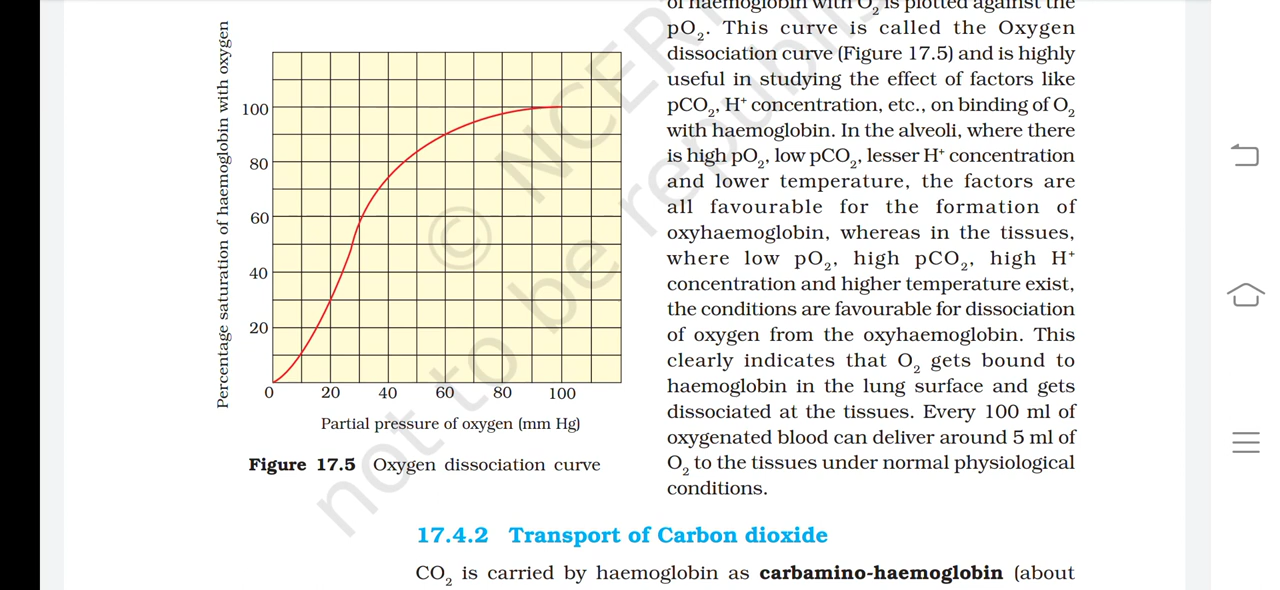 of haemoglobin with O₂ is plotted against the
pO₂. This curve is called the Oxygen
dissociation curve (Figure 17.5) and is highly
useful in studying the effect of factors like
pCO₂, H⁺ concentration, etc., on binding of O₂
with haemoglobin. In the alveoli, where there
is high pO₂, low pCO₂, lesser H⁺ concentration
and lower temperature, the factors are
all favourable for the formation of
oxyhaemoglobin, whereas in the tissues,
where low pO₂, high pCO₂, high H⁺
concentration and higher temperature exist,
the conditions are favourable for dissociation
of oxygen from the oxyhaemoglobin. This
clearly indicates that O₂ gets bound to
haemoglobin in the lung surface and gets
dissociated at the tissues. Every 100 ml of
oxygenated blood can deliver around 5 ml of
O₂ to the tissues under normal physiological
conditions.
Percentage saturation of haemoglobin with oxygen
100
80
60
40
20
0 20 40 60 80 100
Partial pressure of oxygen (mm Hg)
Figure 17.5 Oxygen dissociation curve
17.4.2 Transport of Carbon dioxide
CO₂ is carried by haemoglobin as carbamino-haemoglobin (about
© NCERT
not to be